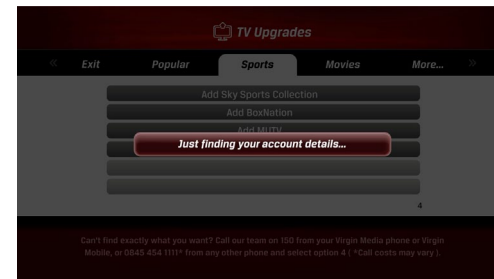 TV Upgrades
Exit Popular Sports Movies More...
Add Sky Sports Collection
Add BoxNation
Add MUTV
Just finding your account details...
4
Can't find exactly what you want? Call our team on 150 from your Virgin Media phone or Virgin
Mobile, or 0845 454 1111* from any other phone and select option 4 ( *Call costs may vary ).